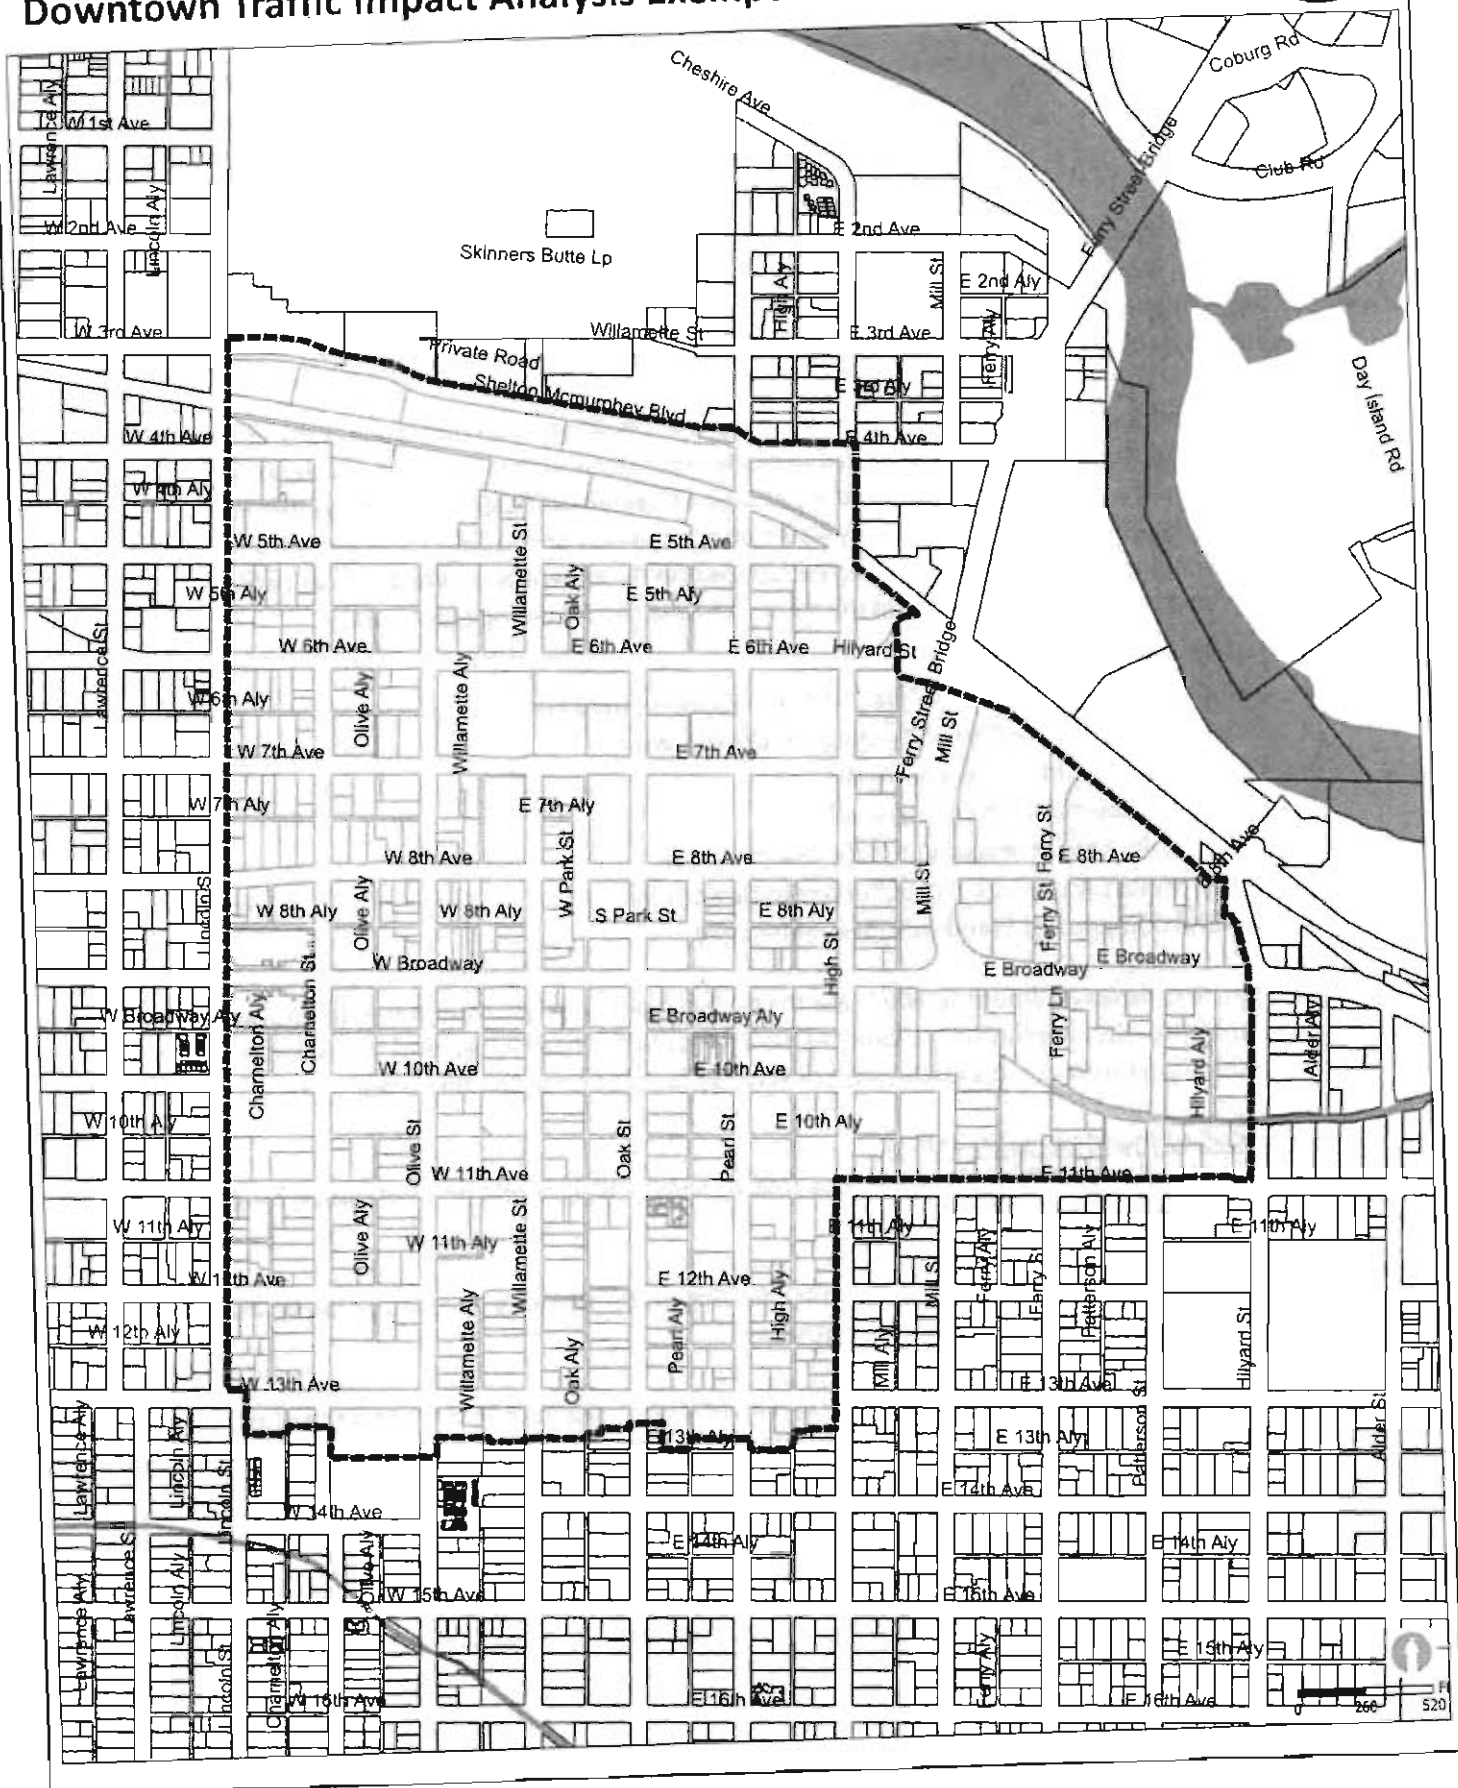 Downtown Traffic Impact Analysis
Cheshire Ave
Coburg Rd
Lawrence Aly
W 1st Ave
Ferry Street Bridge
Club Rd
Lincoln Aly
W 2nd Ave
E 2nd Ave
Skinners Butte Lp
High Aly
Mill St
E 2nd Aly
W 3rd Ave
Willamette St
E 3rd Ave
Ferry Aly
Private Road
Shelton Mcmurphey Blvd
E 3rd Aly
Day Island Rd
W 4th Ave
E 4th Ave
W 4th Aly
W 5th Ave
Willamette St
E 5th Ave
W 5th Aly
Oak Aly
E 5th Aly
Lawrence St
W 6th Ave
E 6th Ave
E 6th Ave
Hilyard St
Ferry Street Bridge
W 6th Aly
Olive Aly
Willamette Aly
Mill St
W 7th Ave
E 7th Ave
W 7th Aly
E 7th Aly
Ferry St
W 8th Ave
W Park St
E 8th Ave
E 8th Ave
Mill St
W 8th Aly
Olive Aly
W 8th Aly
S Park St
E 8th Aly
Ferry St
W Broadway
High St
E Broadway
E Broadway
Charnelton St
W Broadway Aly
Charnelton Aly
E Broadway Aly
Ferry Ln
Hilyard Aly
Alder Aly
W 10th Ave
E 10th Ave
W 10th Aly
Olive St
Oak St
Pearl St
E 10th Aly
W 11th Ave
E 11th Ave
W 11th Aly
Olive Aly
W 11th Aly
Willamette St
11th Aly
Mill St
Ferry Aly
Ferry St
Patterson Aly
E 11th Aly
W 12th Ave
E 12th Ave
High Aly
W 12th Aly
Willamette Aly
Oak Aly
Pearl Aly
Mill Aly
Hilyard St
W 13th Ave
E 13th Ave
Lawrence Aly
Lincoln Aly
Lincoln St
E 13th Aly
E 13th Aly
Patterson St
Alder St
W 14th Ave
E 14th Ave
Olive Aly
E 14th Aly
E 14th Aly
Lawrence Aly
Lawrence St
Lincoln Aly
W 15th Ave
E 15th Ave
Lincoln St
Charnelton Aly
Ferry Aly
E 15th Aly
W 16th Ave
E 16th Ave
E 16th Ave
0 260 520